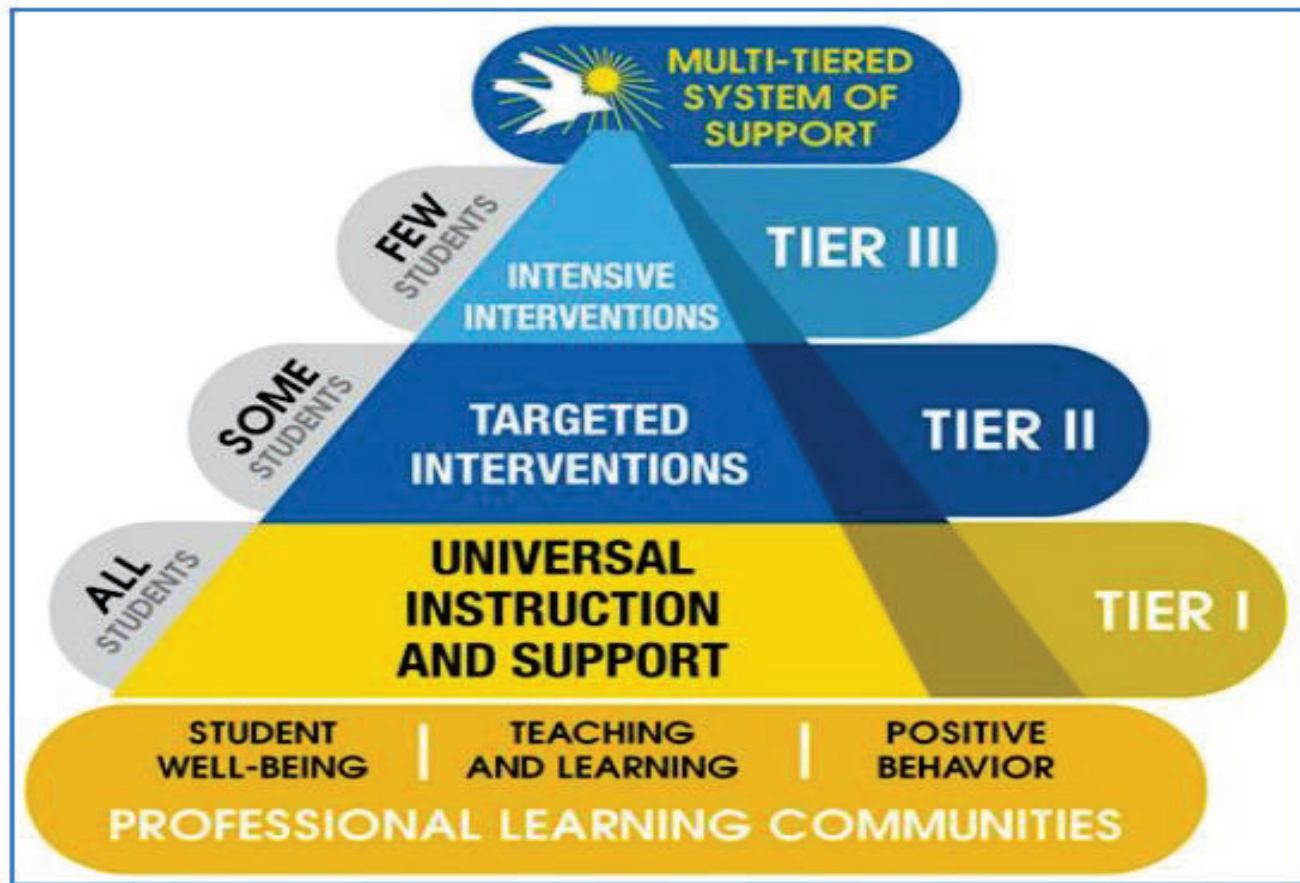 MULTI-TIERED
SYSTEM OF
SUPPORT
FEW
STUDENTS
INTENSIVE
INTERVENTIONS
TIER III
SOME
STUDENTS
TARGETED
INTERVENTIONS
TIER II
ALL
STUDENTS
UNIVERSAL
INSTRUCTION
AND SUPPORT
TIER I
STUDENT
WELL-BEING
TEACHING
AND LEARNING
POSITIVE
BEHAVIOR
PROFESSIONAL LEARNING COMMUNITIES